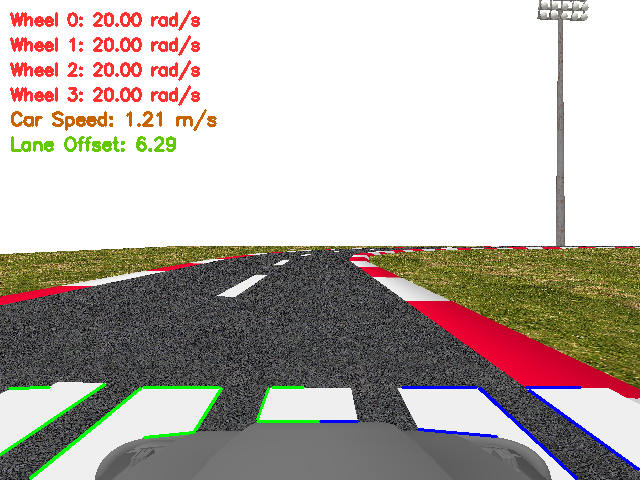 Wheel 0: 20.00 rad/s
Wheel 1: 20.00 rad/s
Wheel 2: 20.00 rad/s
Wheel 3: 20.00 rad/s
Car Speed: 1.21 m/s
Lane Offset: 6.29